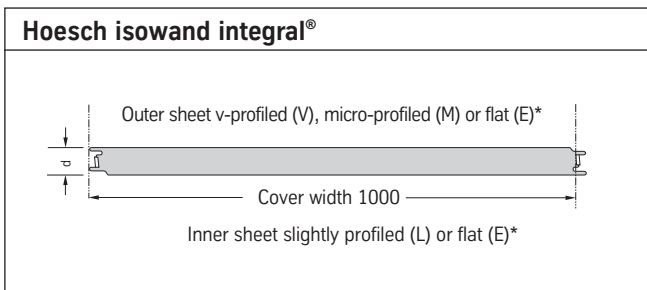 Hoesch isowand integral®
Outer sheet v-profiled (V), micro-profiled (M) or flat (E)*
d
Cover width 1000
Inner sheet slightly profiled (L) or flat (E)*